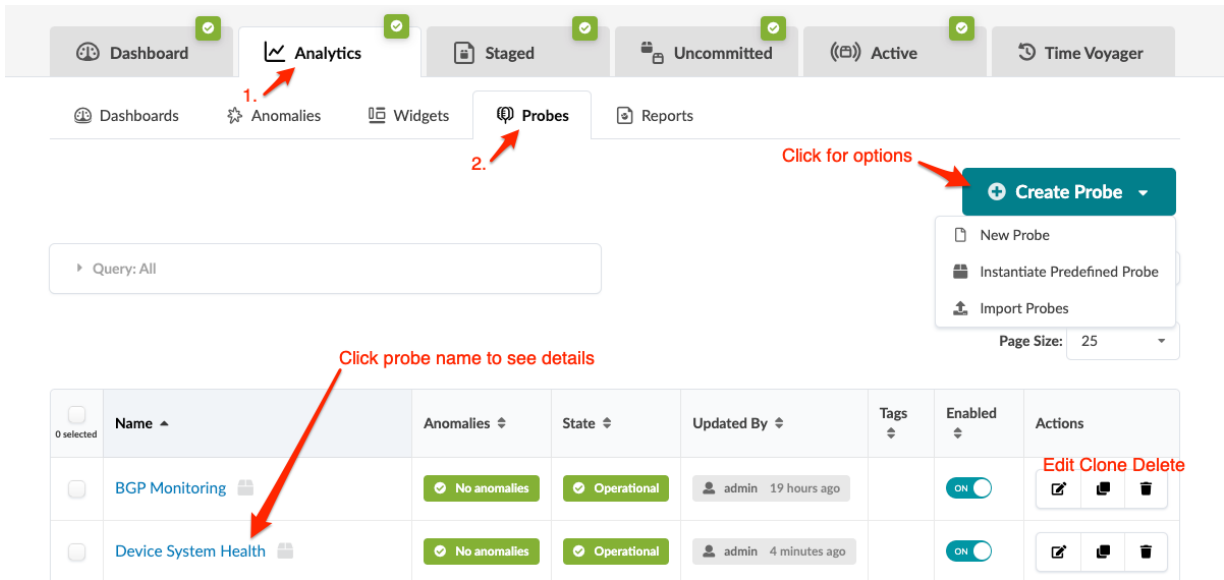 Dashboard Analytics Staged Uncommitted Active Time Voyager
1.
Dashboards Anomalies Widgets Probes Reports
2.
Click for options
Create Probe
New Probe
Query: All
Instantiate Predefined Probe
Import Probes
Page Size: 25
Click probe name to see details
0 selected
Name Anomalies State Updated By Tags Enabled Actions
Edit Clone Delete
BGP Monitoring No anomalies Operational admin 19 hours ago ON
Device System Health No anomalies Operational admin 4 minutes ago ON